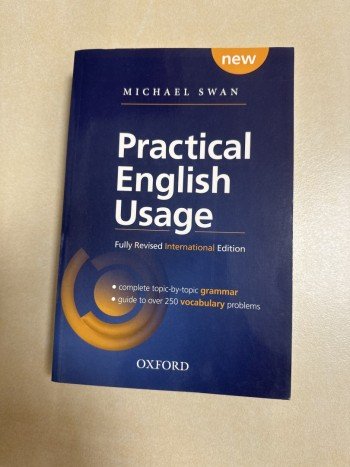 new
MICHAEL SWAN
Practical
English
Usage
Fully Revised International Edition
• complete topic-by-topic grammar
• guide to over 250 vocabulary problems
OXFORD